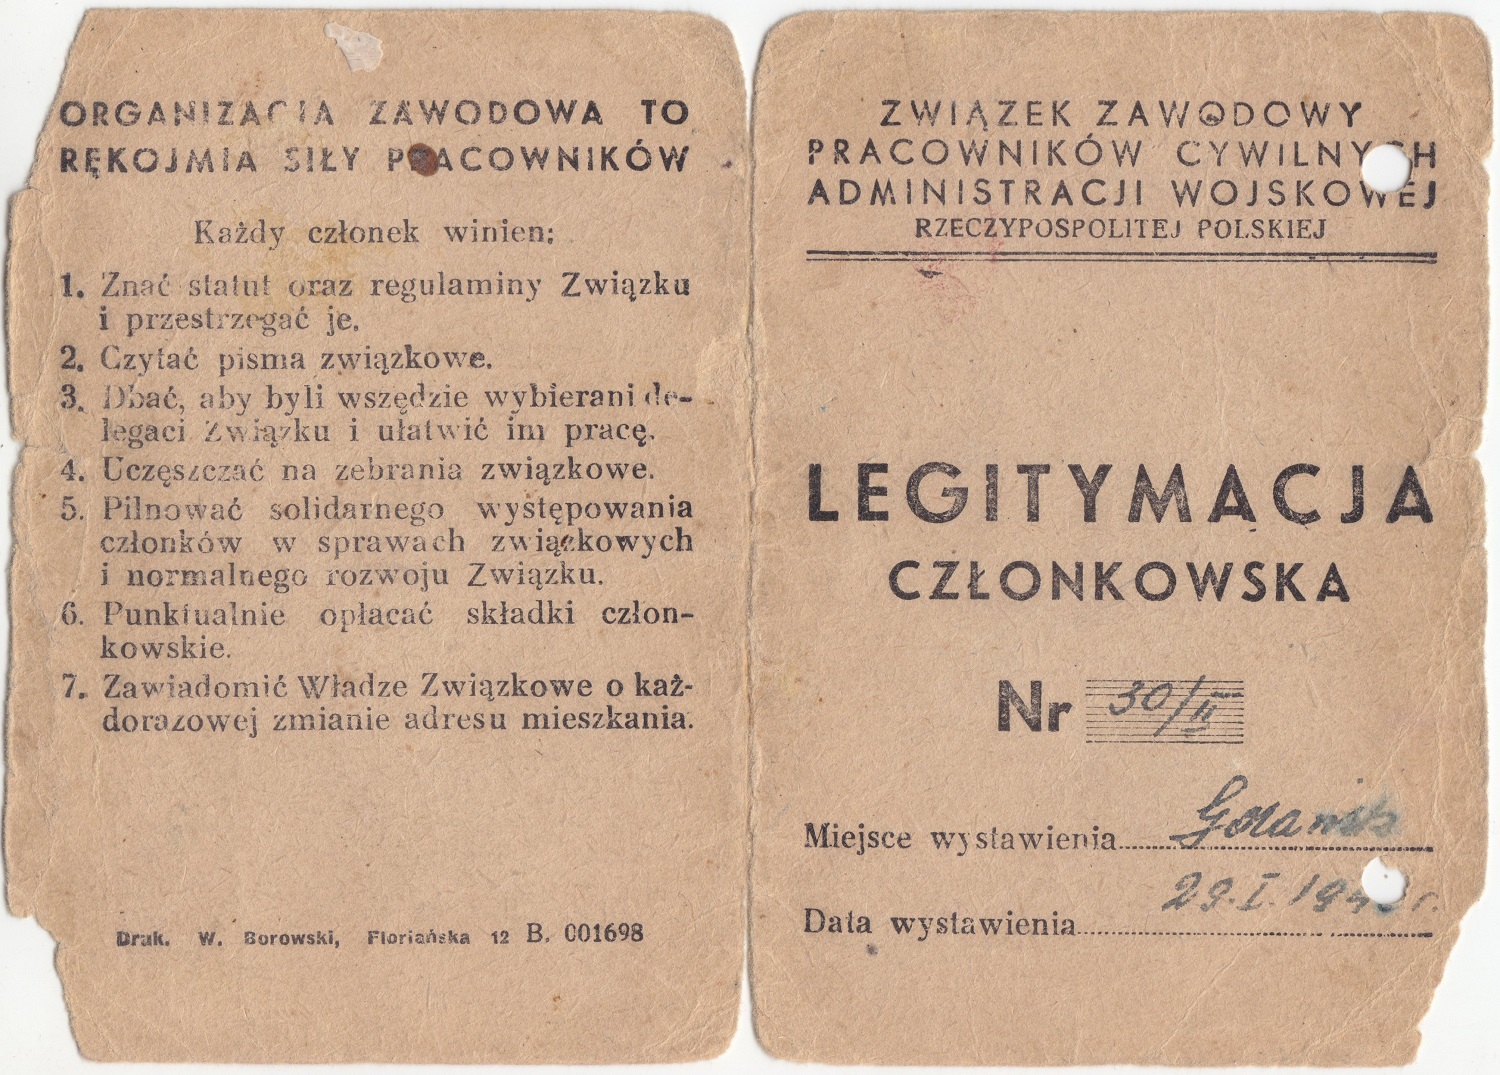 ORGANIZACJA ZAWODOWA TO
RĘKOJMIA SIŁY PRACOWNIKÓW
Każdy członek winien:
1. Znać statut oraz regulaminy Związku
i przestrzegać je.
2. Czytać pisma związkowe.
3. Dbać, aby byli wszędzie wybierani de-
legaci Związku i ułatwić im pracę.
4. Uczęszczać na zebrania związkowe.
5. Pilnować solidarnego występowania
członków w sprawach związkowych
i normalnego rozwoju Związku.
6. Punktualnie opłacać składki człon-
kowskie.
7. Zawiadomić Władze Związkowe o każ-
dorazowej zmianie adresu mieszkania.
Druk. W. Borowski, Floriańska 12 B. 001698
ZWIĄZEK ZAWODOWY
PRACOWNIKÓW CYWILNYCH
ADMINISTRACJI WOJSKOWEJ
RZECZYPOSPOLITEJ POLSKIEJ
LEGITYMACJA
CZŁONKOWSKA
Nr 30/II
Miejsce wystawienia Gdańsk
Data wystawienia 29.I.